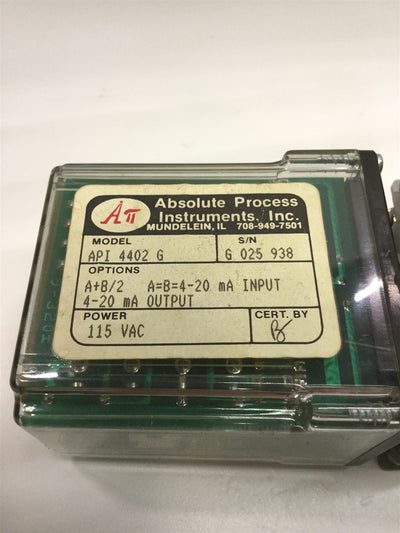 Aπ
Absolute Process
Instruments, Inc.
MUNDELEIN, IL 708-949-7501
MODEL S/N
API 4402 G G 025 938
OPTIONS
A+B/2 A=B=4-20 mA INPUT
4-20 mA OUTPUT
POWER CERT. BY
115 VAC